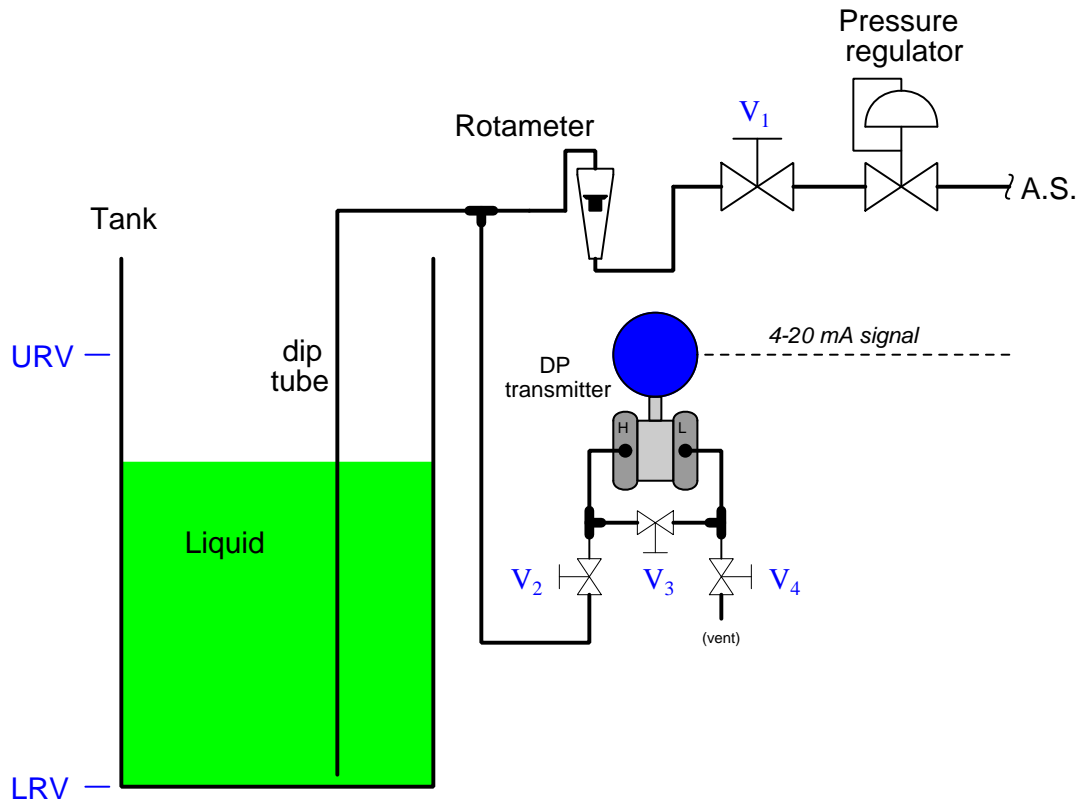 Pressure
regulator
V1
Rotameter
A.S.
Tank
URV
dip
tube
DP
transmitter
4-20 mA signal
H
L
Liquid
V2
V3
V4
(vent)
LRV